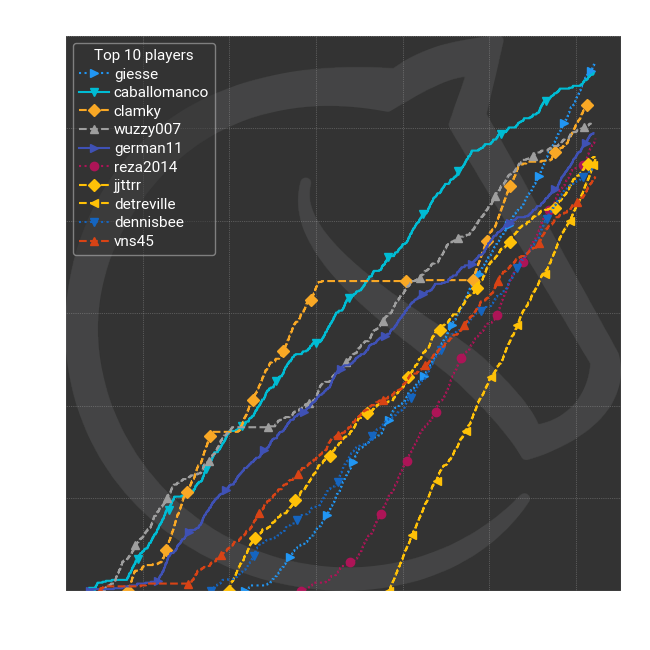 Top 10 players
giesse
caballomanco
clamky
wuzzy007
german11
reza2014
jjttrr
detreville
dennisbee
vns45